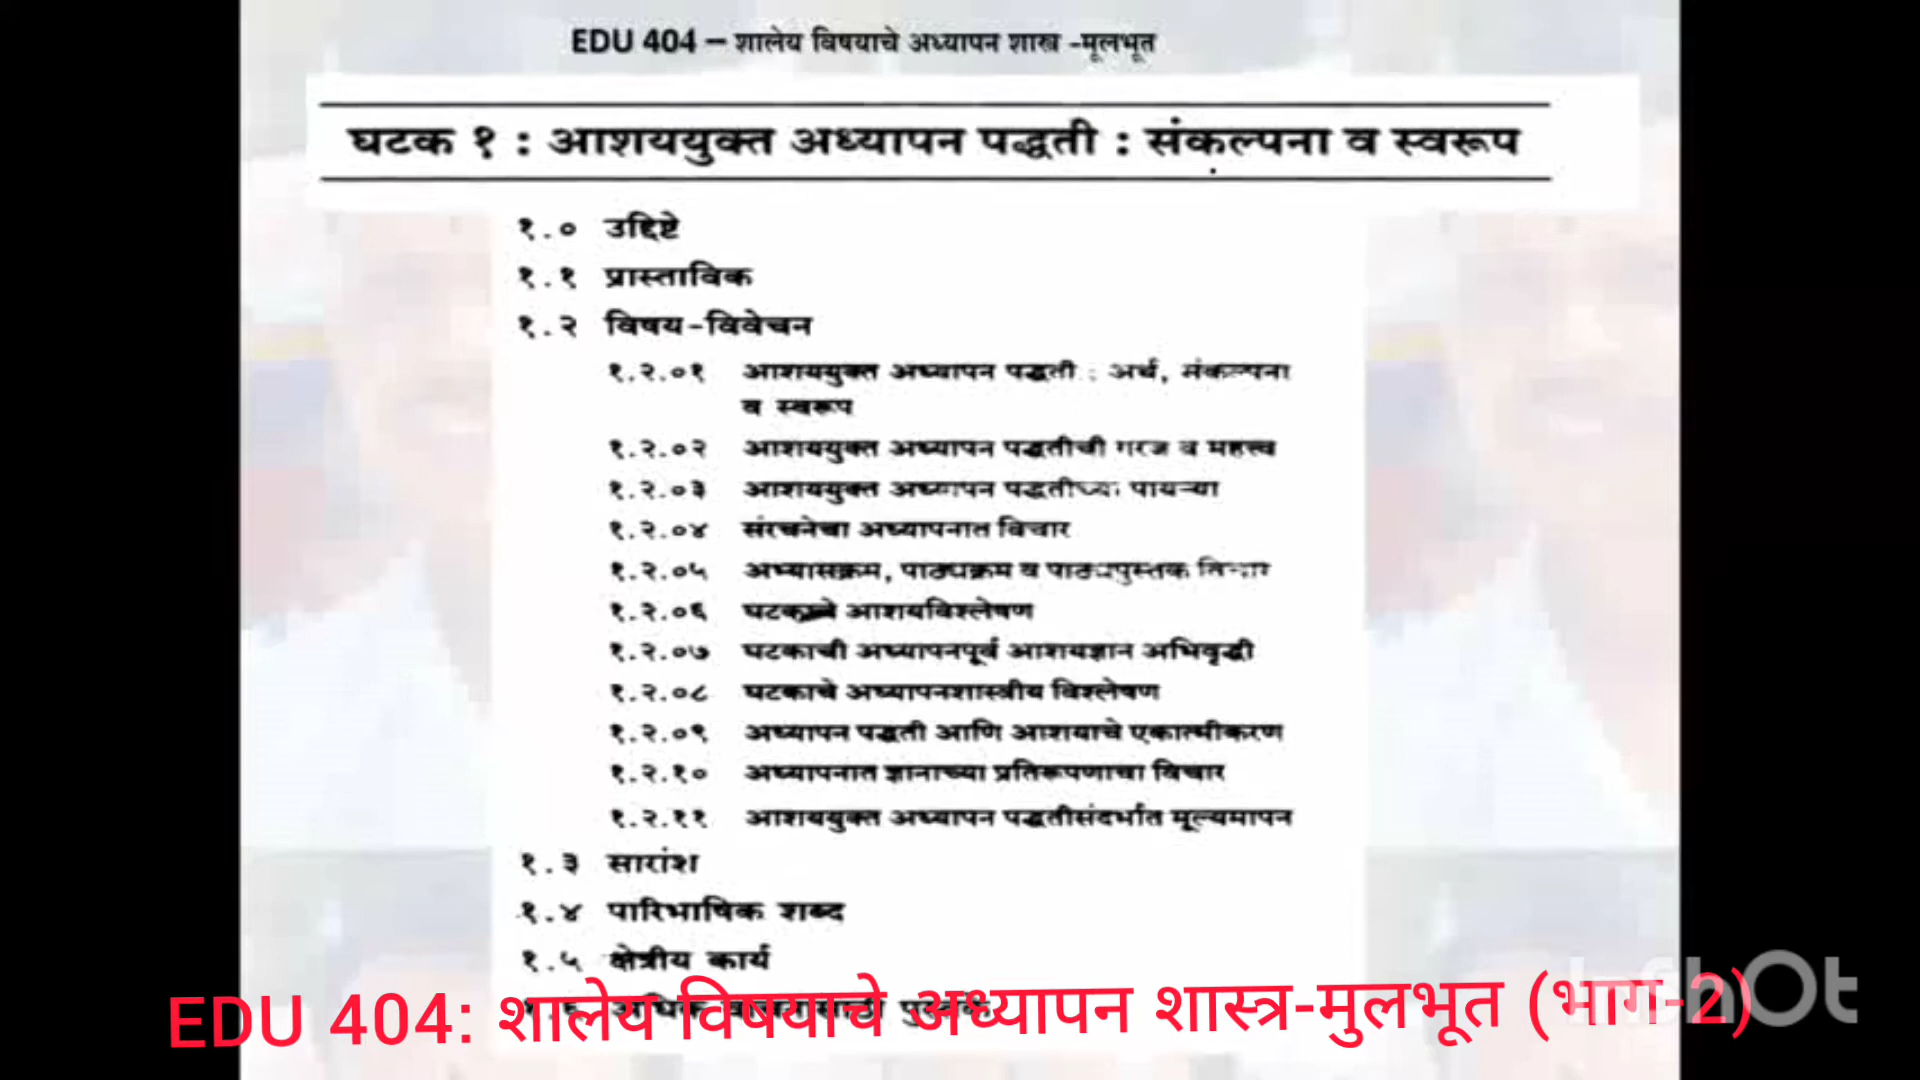 EDU 404 – शालेय विषयाचे अध्यापन शास्त्र -मूलभूत
घटक १ : आशययुक्त अध्यापन पद्धती : संकल्पना व स्वरूप
१.० उद्दिष्टे
१.१ प्रास्ताविक
१.२ विषय-विवेचन
१.२.०१ आशययुक्त अध्यापन पद्धती : अर्थ, संकल्पना
व स्वरूप
१.२.०२ आशययुक्त अध्यापन पद्धतीची गरज व महत्त्व
१.२.०३ आशययुक्त अध्यापन पद्धतीच्या पायऱ्या
१.२.०४ संरचनेचा अध्यापनात विचार
१.२.०५ अभ्यासक्रम, पाठ्यक्रम व पाठ्यपुस्तक विचार
१.२.०६ घटकाचे आशयविश्लेषण
१.२.०७ घटकाची अध्यापनपूर्व आशयज्ञान अभिवृद्धी
१.२.०८ घटकाचे अध्यापनशास्त्रीय विश्लेषण
१.२.०९ अध्यापन पद्धती आणि आशयाचे एकात्मीकरण
१.२.१० अध्यापनात ज्ञानाच्या प्रतिरूपणाचा विचार
१.२.११ आशययुक्त अध्यापन पद्धतीसंदर्भात मूल्यमापन
१.३ सारांश
१.४ पारिभाषिक शब्द
१.५ क्षेत्रीय कार्य
EDU 404: शालेय विषयाचे अध्यापन शास्त्र-मुलभूत (भाग-2)
InShOt